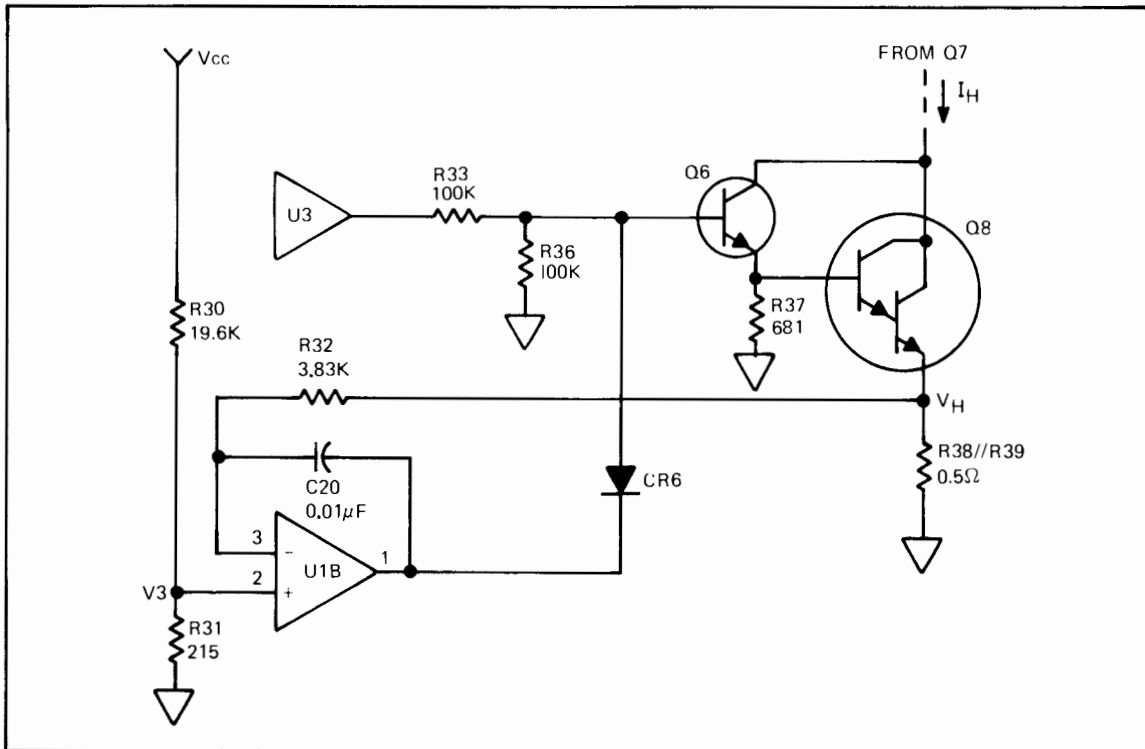 Vcc
FROM Q7
I_H
Q6
R33
100K
U3
Q8
R36
100K
R37
681
R30
19.6K
R32
3.83K
V_H
R38//R39
0.5Ω
C20
0.01μF
CR6
3
−
U1B
1
V3
2
+
R31
215